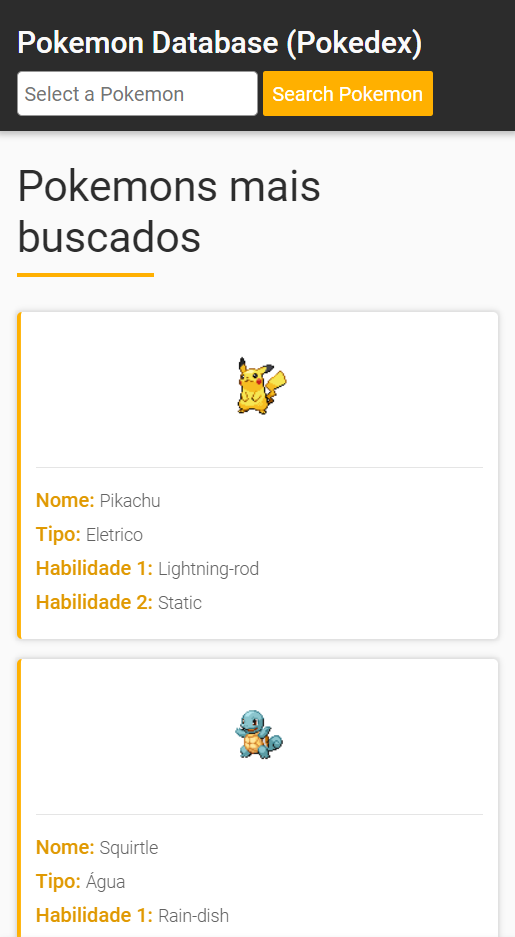 Pokemon Database (Pokedex)
Select a Pokemon Search Pokemon
Pokemons mais
buscados
Nome: Pikachu
Tipo: Eletrico
Habilidade 1: Lightning-rod
Habilidade 2: Static
Nome: Squirtle
Tipo: Água
Habilidade 1: Rain-dish